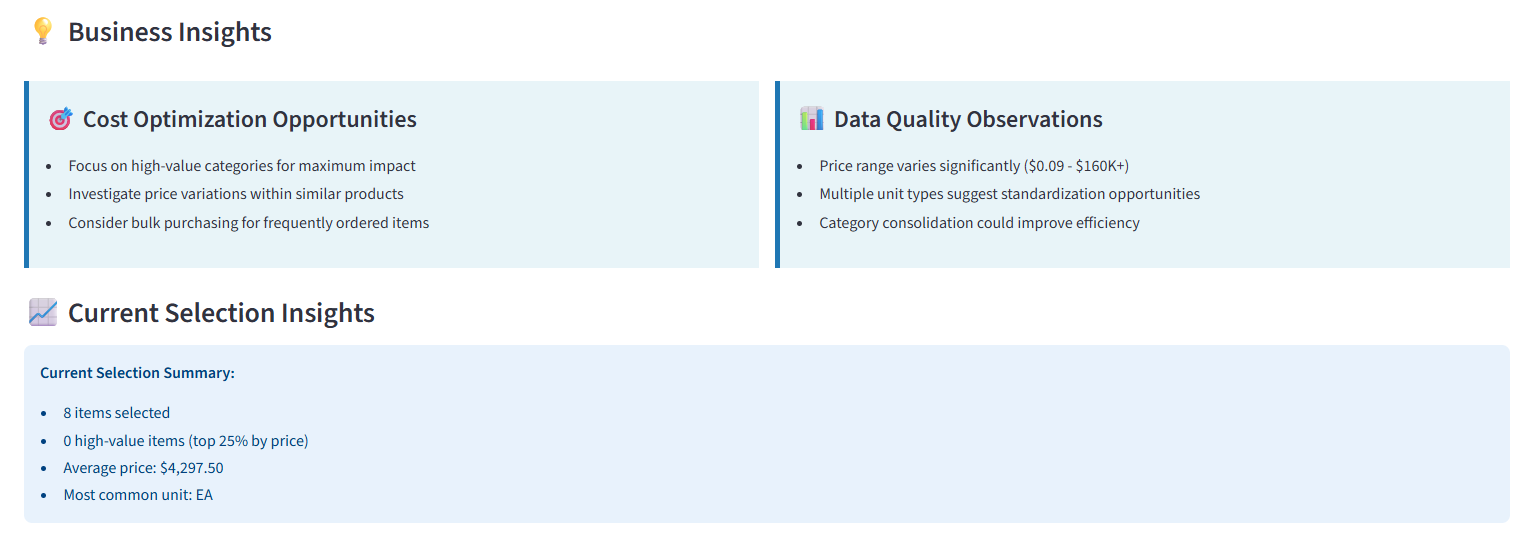 Business Insights
Cost Optimization Opportunities
Focus on high-value categories for maximum impact
Investigate price variations within similar products
Consider bulk purchasing for frequently ordered items
Data Quality Observations
Price range varies significantly ($0.09 - $160K+)
Multiple unit types suggest standardization opportunities
Category consolidation could improve efficiency
Current Selection Insights
Current Selection Summary:
8 items selected
0 high-value items (top 25% by price)
Average price: $4,297.50
Most common unit: EA